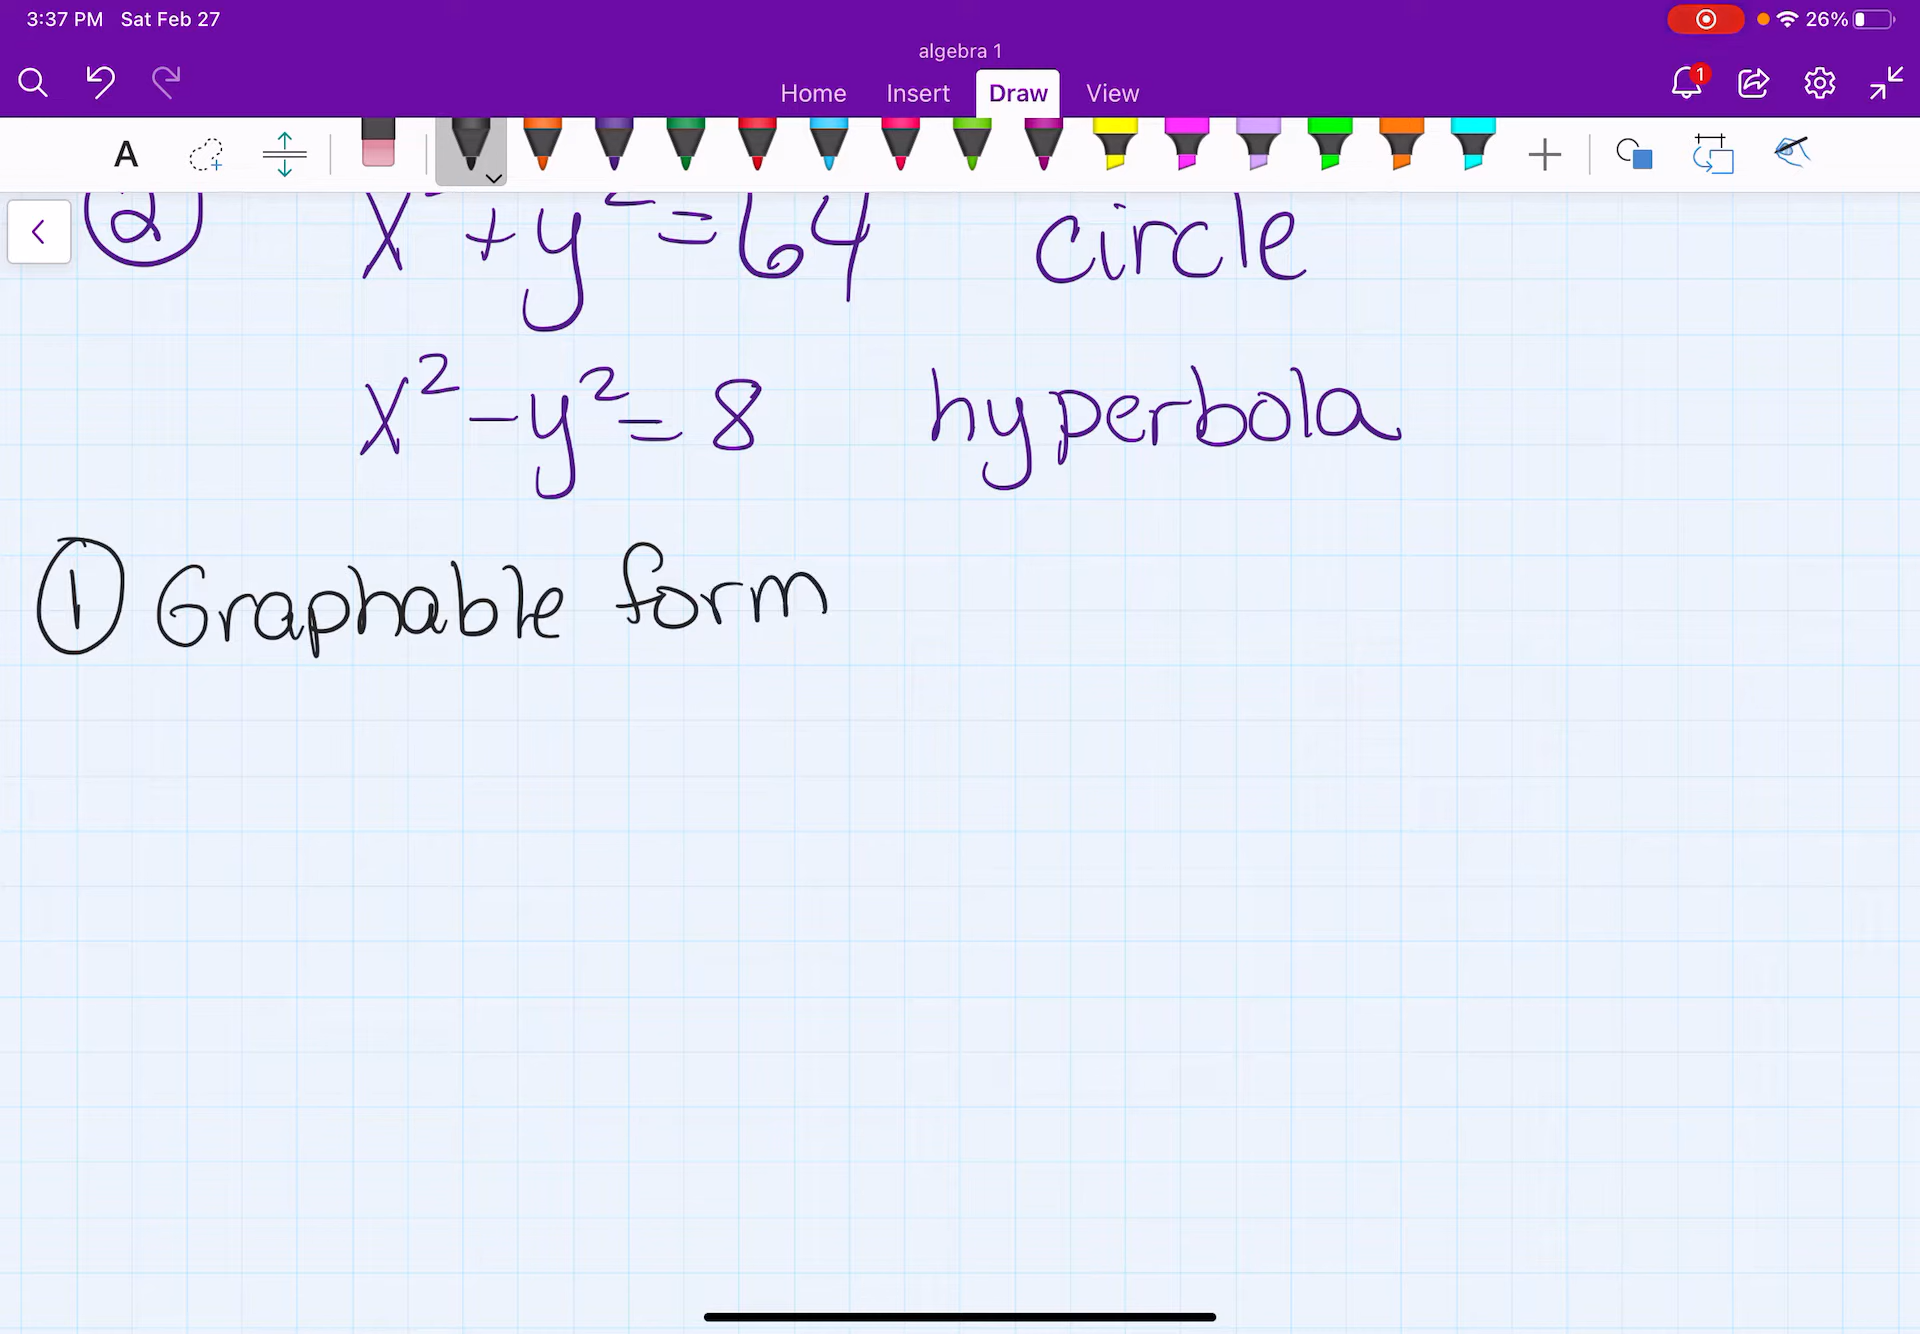 3:37 PM Sat Feb 27
26%
algebra 1
Home Insert Draw View
1
A
② x² + y² = 64 circle
x² - y² = 8 hyperbola
① Graphable form